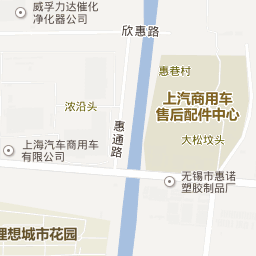 威孚力达催化
净化器公司
欣惠路
惠巷村
上汽商用车
售后配件中心
浓沿头
惠通路
大松坟头
上海汽车商用车
有限公司
无锡市惠诺
塑胶制品厂
理想城市花园